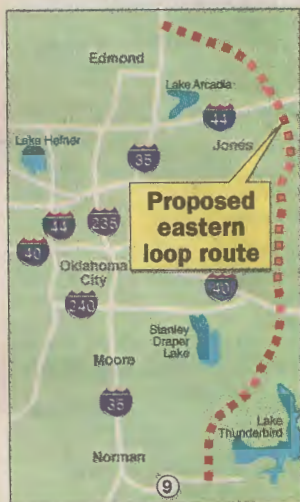 Edmond
Lake Arcadia
44
Lake Hefner
35
Jones
Proposed
eastern
loop route
44
235
40
Oklahoma
City
240
40
Stanley
Draper
Lake
Moore
35
Lake
Thunderbird
Norman
9